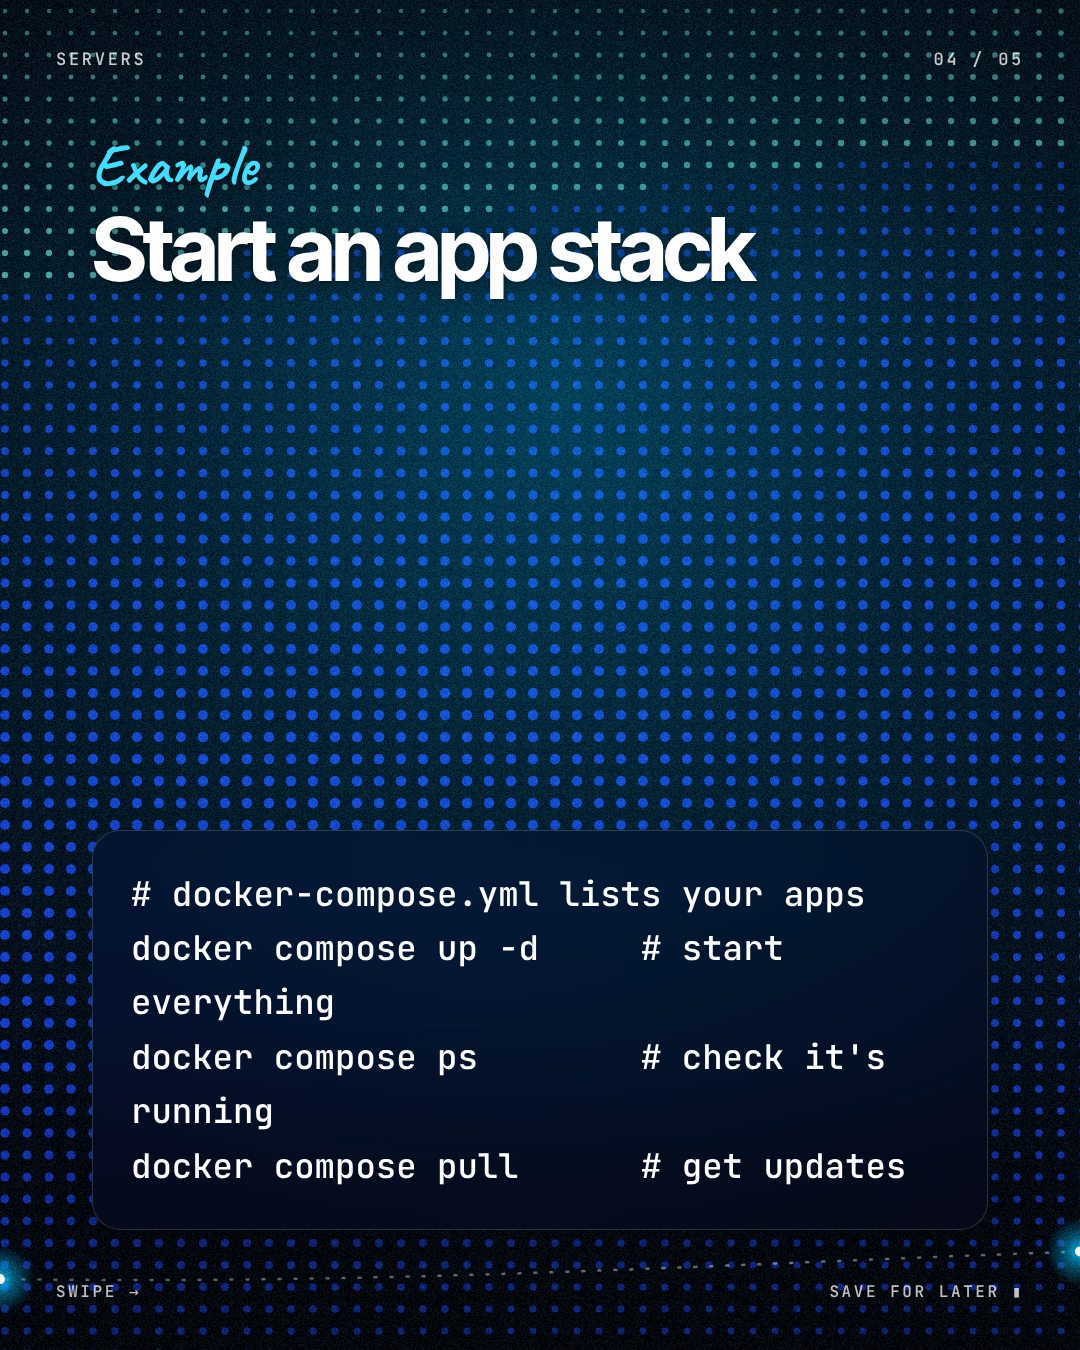 SERVERS
04 / 05
Example
Start an app stack
# docker-compose.yml lists your apps
docker compose up -d     # start
everything
docker compose ps        # check it's
running
docker compose pull      # get updates
SWIPE →
SAVE FOR LATER ▮